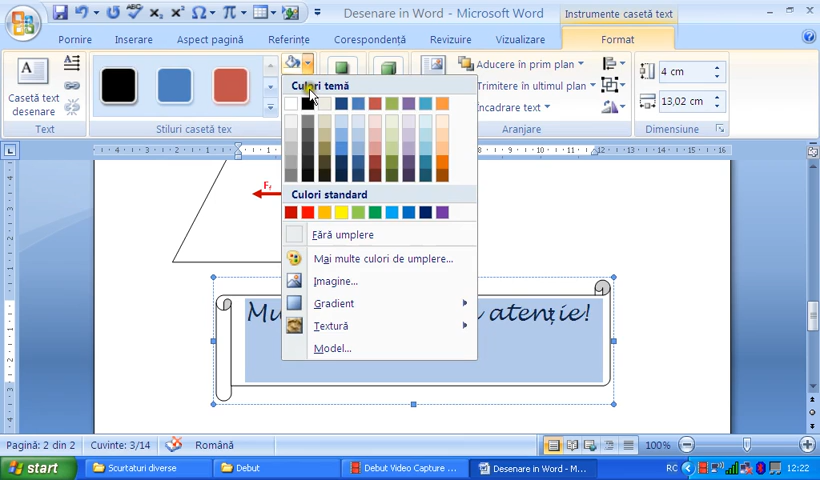 Desenare in Word - Microsoft Word
Instrumente casetă text
Pornire
Inserare
Aspect pagină
Referințe
Corespondență
Revizuire
Vizualizare
Format
Casetă text
desenare
Text
Stiluri casetă tex
Aducere in prim plan
Trimitere în ultimul plan
încadrare text
Aranjare
4 cm
13,02 cm
Dimensiune
Culori temă
Culori standard
Fără umplere
Mai multe culori de umplere...
Imagine...
Gradient
Textură
Model...
F
atenție!
Pagină: 2 din 2
Cuvinte: 3/14
Română
100%
start
Scurtaturi diverse
Debut
Debut Video Capture ...
Desenare in Word - M...
RC
12:22